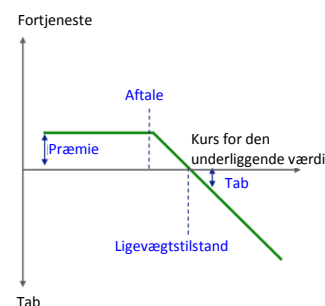 Fortjeneste
Aftale
Præmie
Kurs for den
underliggende værdi
Tab
Ligevægtstilstand
Tab